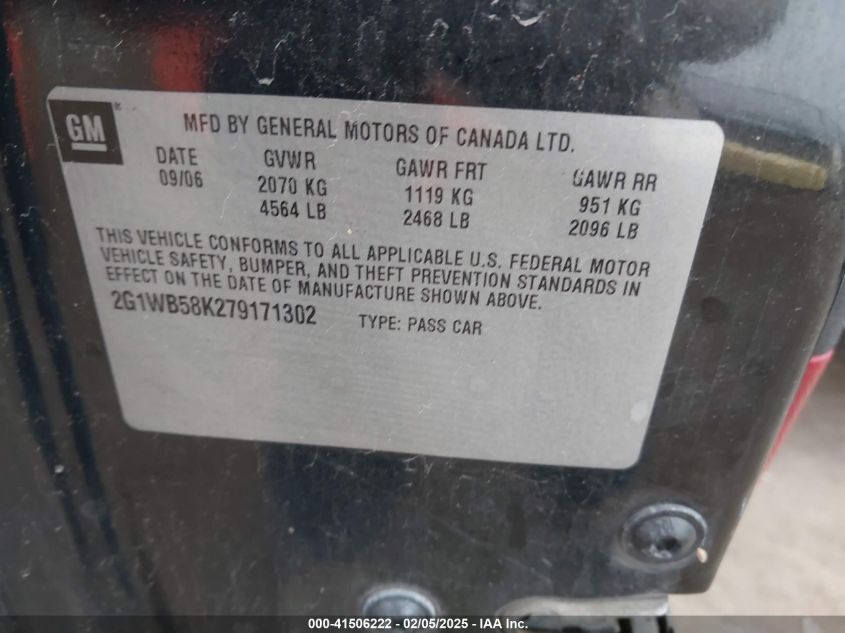 GM®
MFD BY GENERAL MOTORS OF CANADA LTD.
DATE GVWR GAWR FRT GAWR RR
09/06 2070 KG 1119 KG 951 KG
4564 LB 2468 LB 2096 LB
THIS VEHICLE CONFORMS TO ALL APPLICABLE U.S. FEDERAL MOTOR
VEHICLE SAFETY, BUMPER, AND THEFT PREVENTION STANDARDS IN
EFFECT ON THE DATE OF MANUFACTURE SHOWN ABOVE.
2G1WB58K279171302 TYPE: PASS CAR
000-41506222 - 02/05/2025 - IAA Inc.